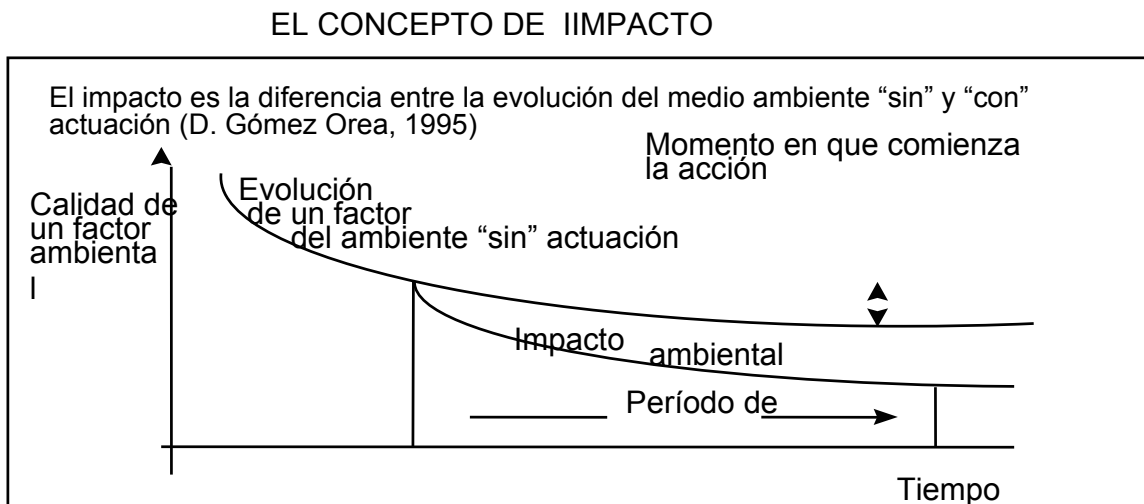 EL CONCEPTO DE IIMPACTO
El impacto es la diferencia entre la evolución del medio ambiente “sin” y “con”
actuación (D. Gómez Orea, 1995)
Momento en que comienza
la acción
Calidad de
un factor
ambienta
l
Evolución
de un factor
del ambiente “sin” actuación
Impacto ambiental
Período de
Tiempo